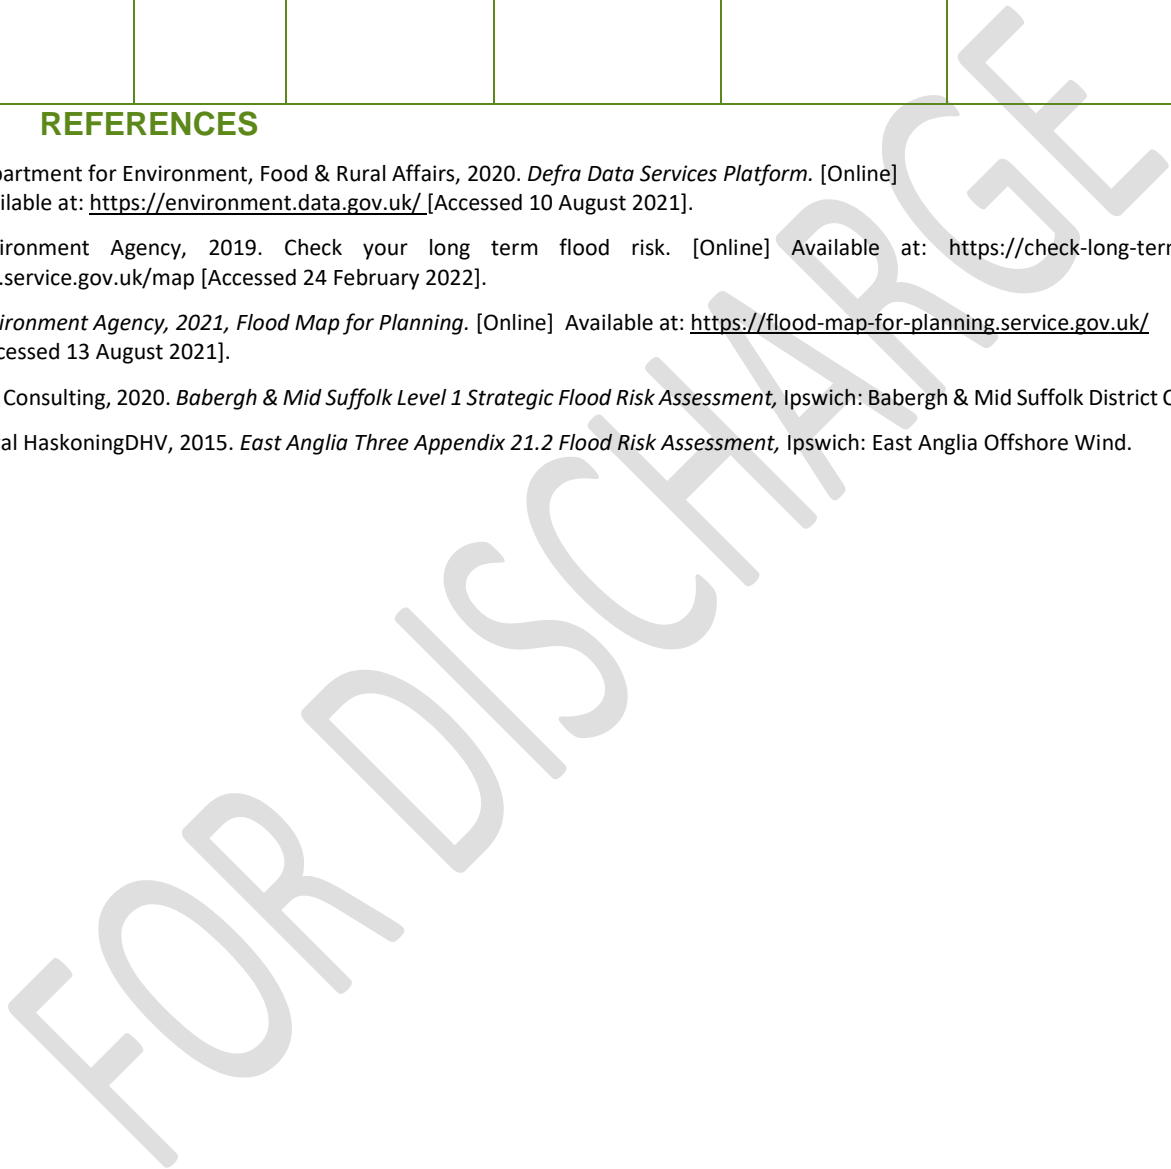 REFERENCES
partment for Environment, Food & Rural Affairs, 2020. Defra Data Services Platform. [Online]
ilable at: https://environment.data.gov.uk/ [Accessed 10 August 2021].
ironment Agency, 2019. Check your long term flood risk. [Online] Available at: https://check-long-tern
.service.gov.uk/map [Accessed 24 February 2022].
ironment Agency, 2021, Flood Map for Planning. [Online] Available at: https://flood-map-for-planning.service.gov.uk/
cessed 13 August 2021].
Consulting, 2020. Babergh & Mid Suffolk Level 1 Strategic Flood Risk Assessment, Ipswich: Babergh & Mid Suffolk District C
al HaskoningDHV, 2015. East Anglia Three Appendix 21.2 Flood Risk Assessment, Ipswich: East Anglia Offshore Wind.
FOR DISCHARGE